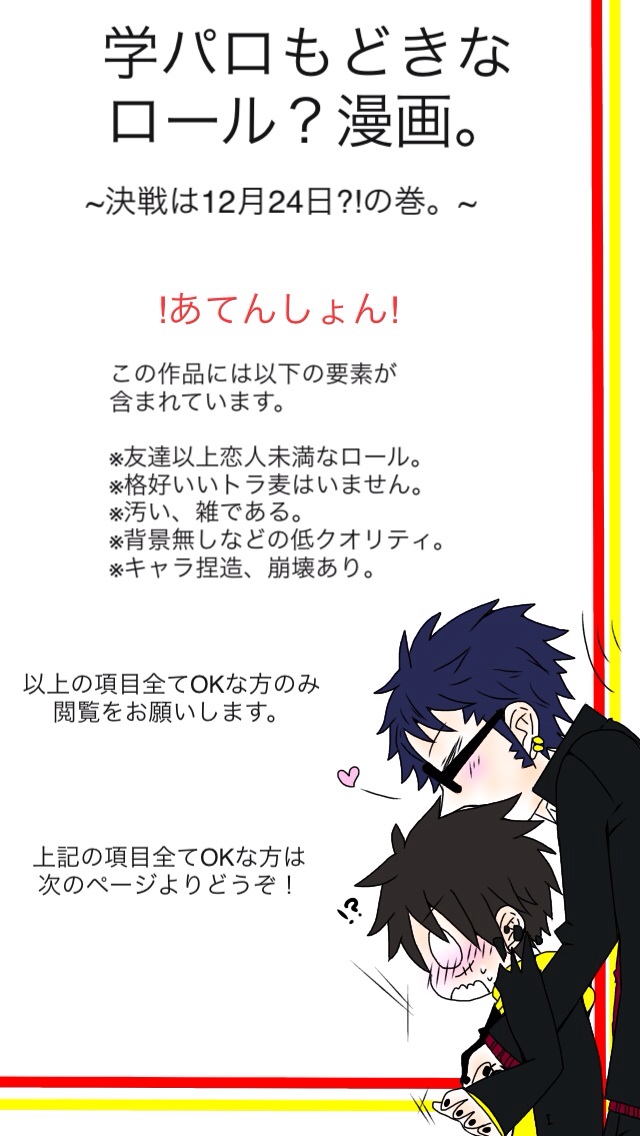 学パロもどきな
ロール？漫画。
~決戦は12月24日?!の巻。~
!あてんしょん!
この作品には以下の要素が
含まれています。
※友達以上恋人未満なロール。
※格好いいトラ麦はいません。
※汚い、雑である。
※背景無しなどの低クオリティ。
※キャラ捏造、崩壊あり。
以上の項目全てOKな方のみ
閲覧をお願いします。
上記の項目全てOKな方は
次のページよりどうぞ！
!?